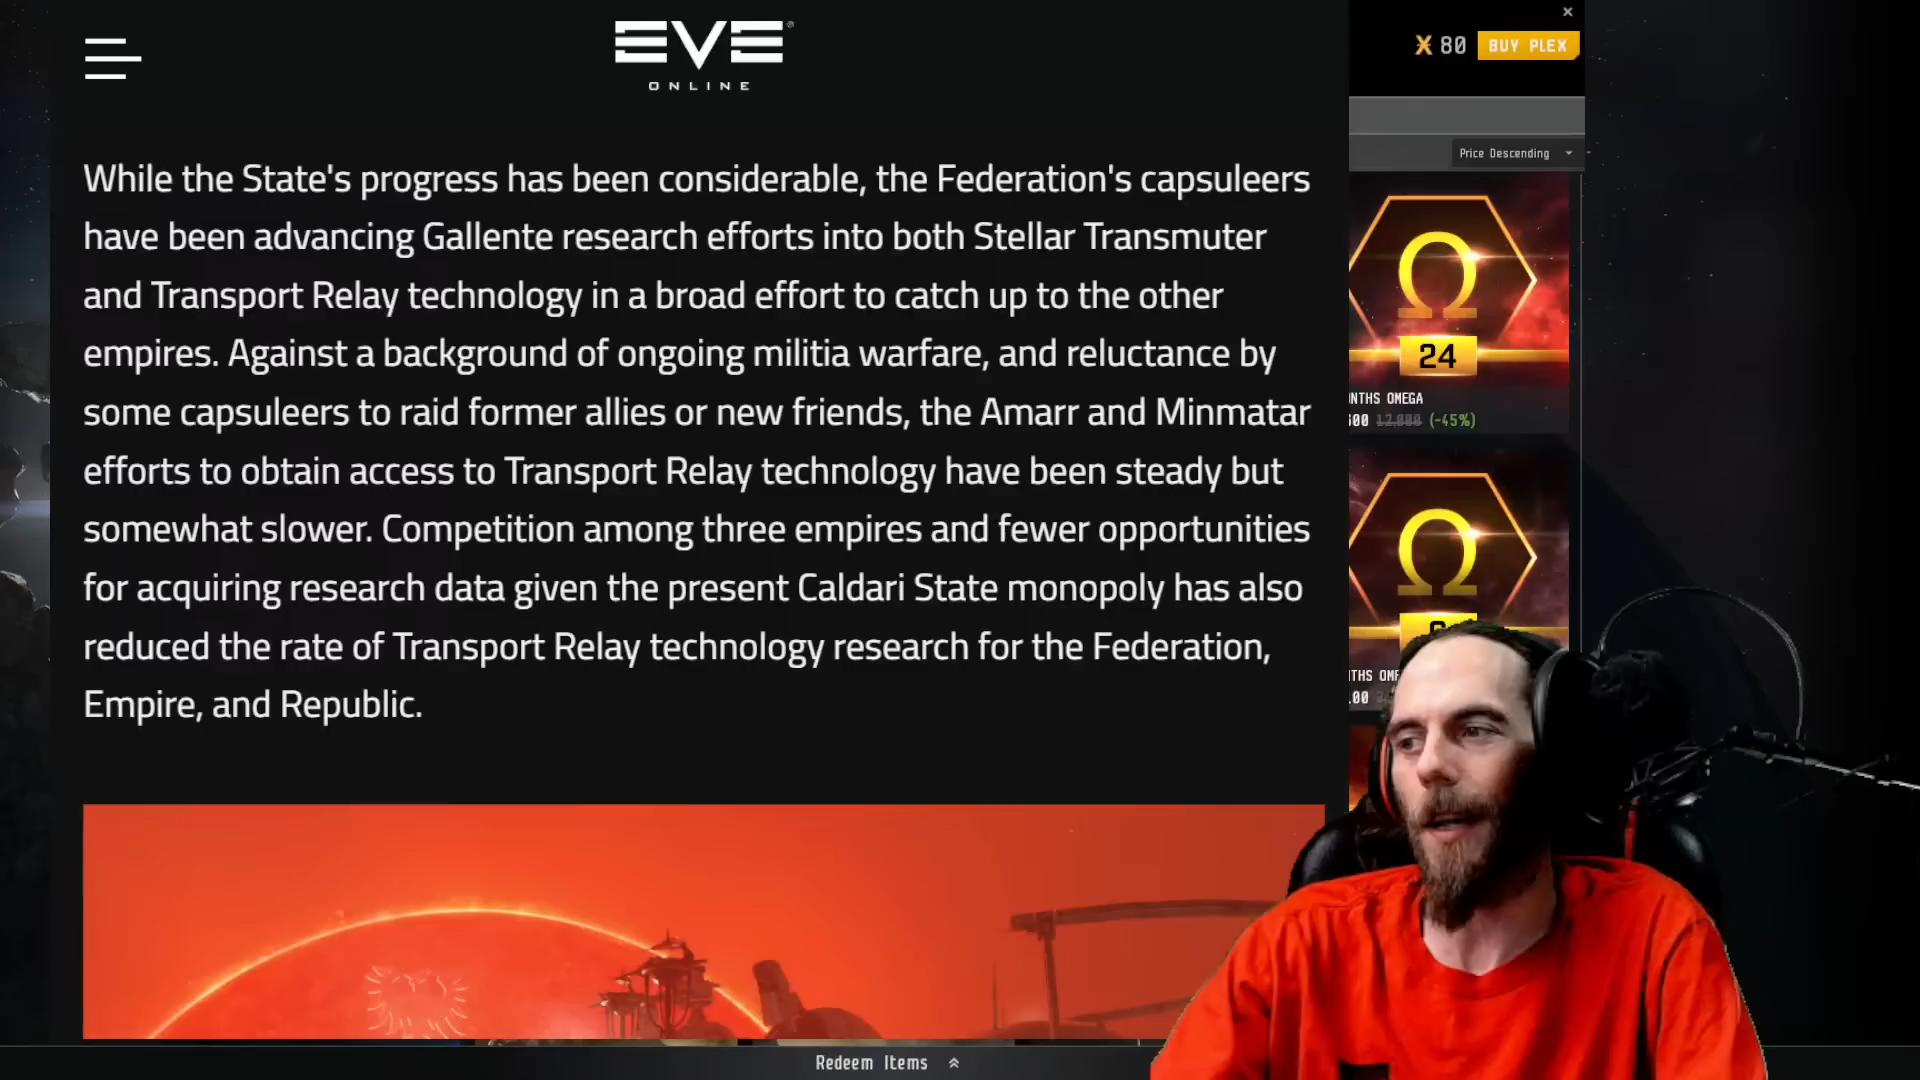 EVE
ONLINE
80 BUY PLEX
Price Descending
While the State's progress has been considerable, the Federation's capsuleers
have been advancing Gallente research efforts into both Stellar Transmuter
and Transport Relay technology in a broad effort to catch up to the other
empires. Against a background of ongoing militia warfare, and reluctance by
some capsuleers to raid former allies or new friends, the Amarr and Minmatar
efforts to obtain access to Transport Relay technology have been steady but
somewhat slower. Competition among three empires and fewer opportunities
for acquiring research data given the present Caldari State monopoly has also
reduced the rate of Transport Relay technology research for the Federation,
Empire, and Republic.
Ω
24
NTHS OMEGA
12,000 (-45%)
Ω
Redeem Items